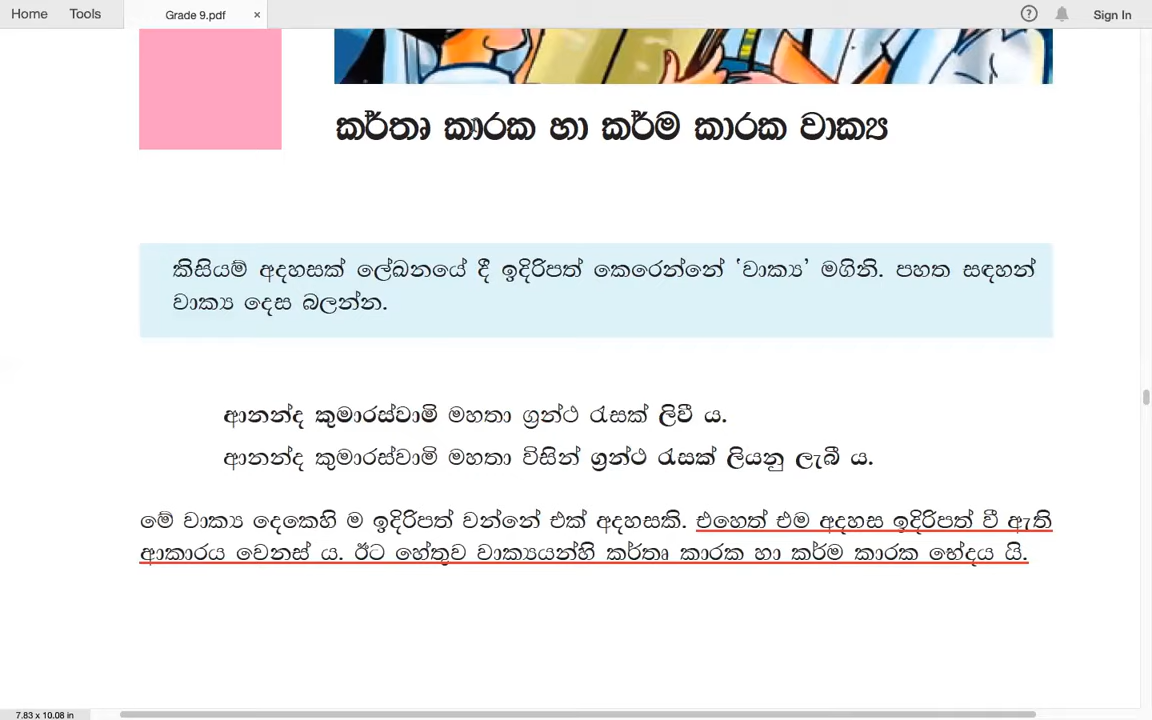 Home Tools Grade 9.pdf × Sign In
කර්තෘ කාරක හා කර්ම කාරක වාක්‍ය
කිසියම් අදහසක් ලේඛනයේ දී ඉදිරිපත් කෙරෙන්නේ ‘වාක්‍ය’ මගිනි. පහත සඳහන්
වාක්‍ය දෙස බලන්න.
ආනන්ද කුමාරස්වාමි මහතා ග්‍රන්ථ රැසක් ලිවී ය.
ආනන්ද කුමාරස්වාමි මහතා විසින් ග්‍රන්ථ රැසක් ලියනු ලැබී ය.
මේ වාක්‍ය දෙකෙහි ම ඉදිරිපත් වන්නේ එක් අදහසකි. එහෙත් එම අදහස ඉදිරිපත් වී ඇති
ආකාරය වෙනස් ය. ඊට හේතුව වාක්‍යයන්හි කර්තෘ කාරක හා කර්ම කාරක භේදය යි.
7.83 x 10.08 in